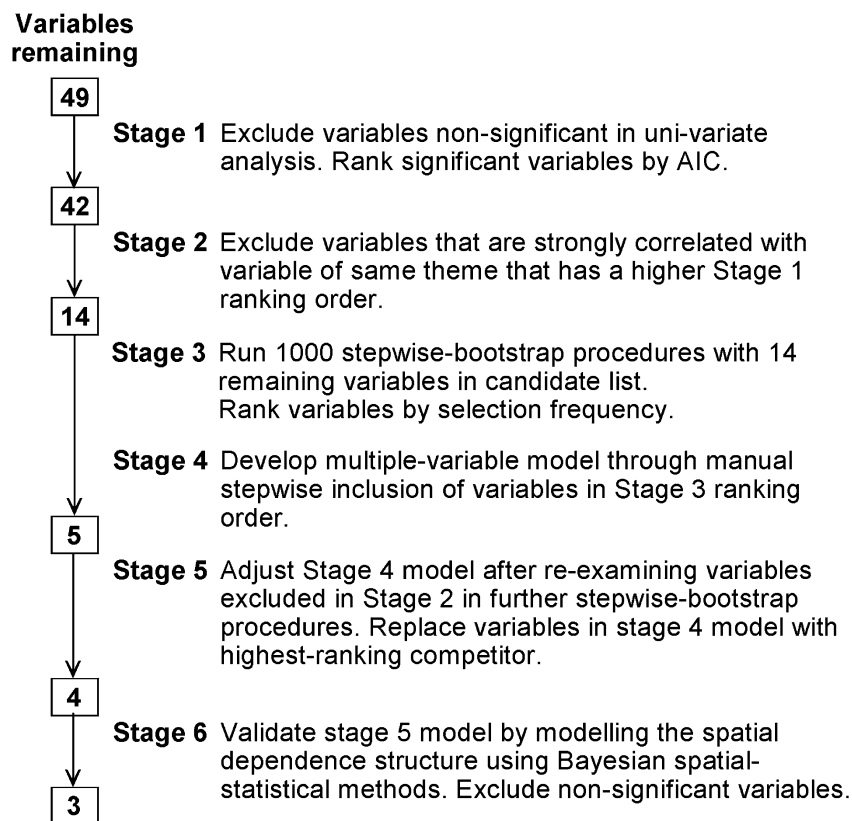 Variables
remaining
49
Stage 1 Exclude variables non-significant in uni-variate
analysis. Rank significant variables by AIC.
42
Stage 2 Exclude variables that are strongly correlated with
variable of same theme that has a higher Stage 1
ranking order.
14
Stage 3 Run 1000 stepwise-bootstrap procedures with 14
remaining variables in candidate list.
Rank variables by selection frequency.
Stage 4 Develop multiple-variable model through manual
stepwise inclusion of variables in Stage 3 ranking
order.
5
Stage 5 Adjust Stage 4 model after re-examining variables
excluded in Stage 2 in further stepwise-bootstrap
procedures. Replace variables in stage 4 model with
highest-ranking competitor.
4
Stage 6 Validate stage 5 model by modelling the spatial
dependence structure using Bayesian spatial-
statistical methods. Exclude non-significant variables.
3